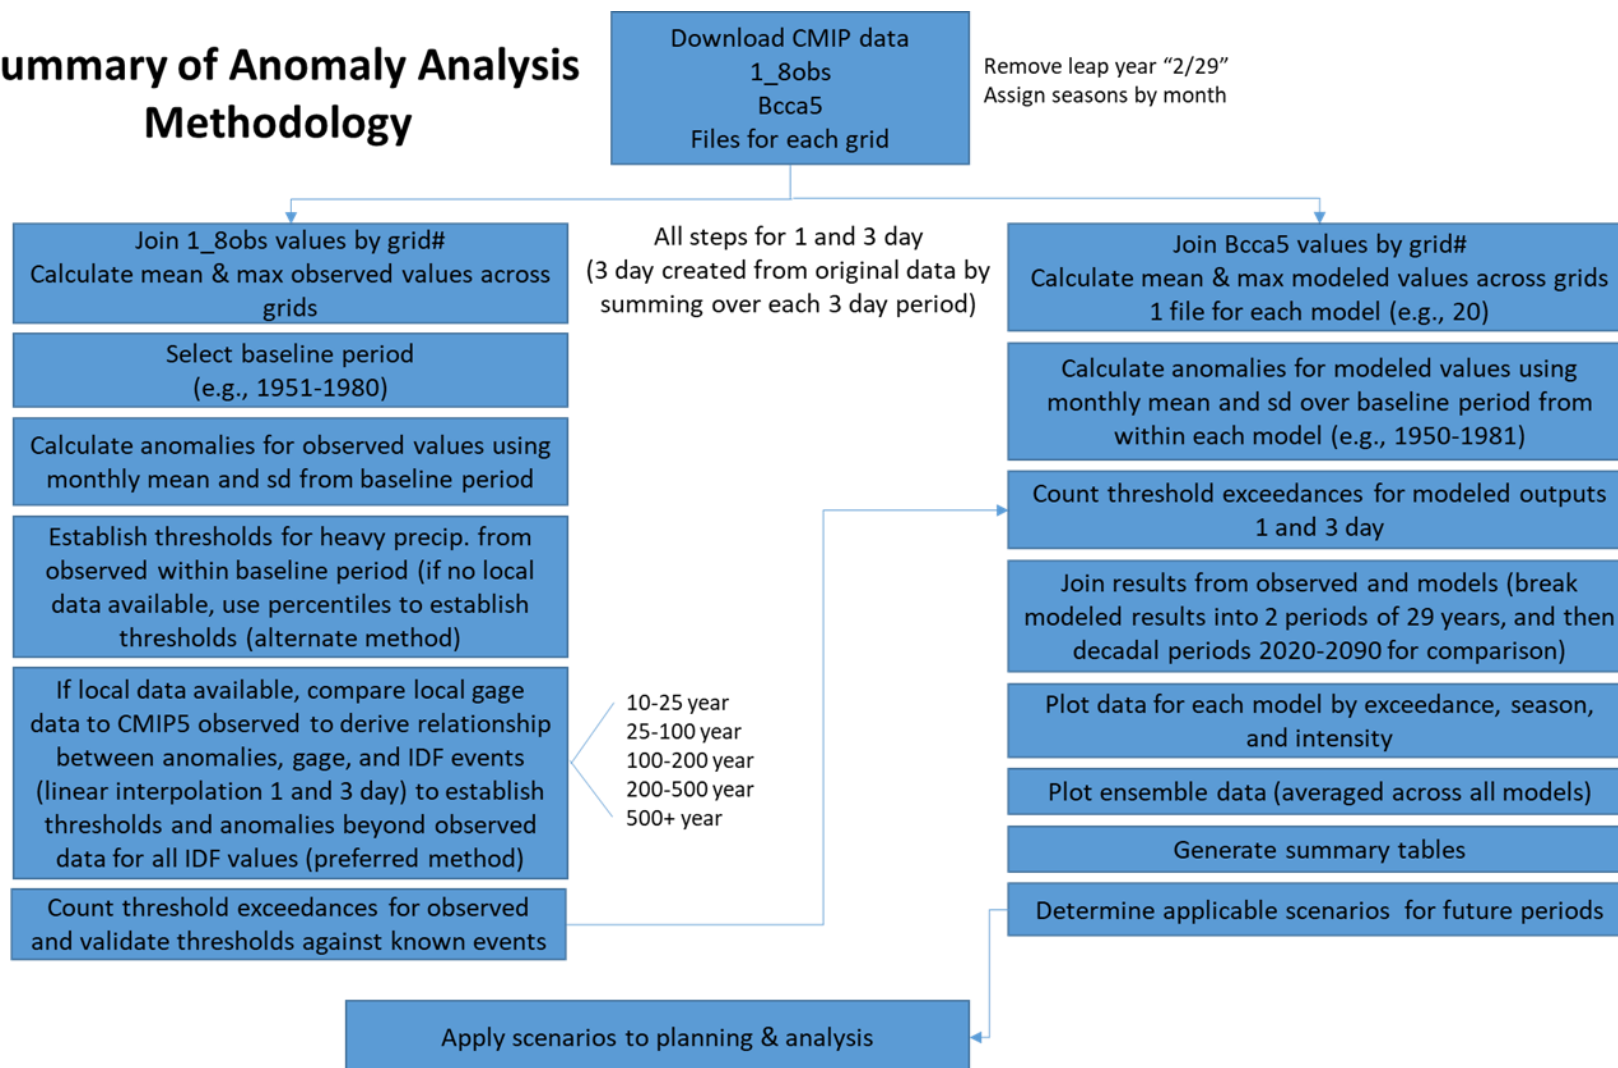 ummary of Anomaly Analysis
Methodology
Download CMIP data
1_8obs
Bcca5
Files for each grid
Remove leap year “2/29”
Assign seasons by month
Join 1_8obs values by grid#
Calculate mean & max observed values across
grids
Select baseline period
(e.g., 1951-1980)
Calculate anomalies for observed values using
monthly mean and sd from baseline period
Establish thresholds for heavy precip. from
observed within baseline period (if no local
data available, use percentiles to establish
thresholds (alternate method)
If local data available, compare local gage
data to CMIP5 observed to derive relationship
between anomalies, gage, and IDF events
(linear interpolation 1 and 3 day) to establish
thresholds and anomalies beyond observed
data for all IDF values (preferred method)
Count threshold exceedances for observed
and validate thresholds against known events
All steps for 1 and 3 day
(3 day created from original data by
summing over each 3 day period)
10-25 year
25-100 year
100-200 year
200-500 year
500+ year
Join Bcca5 values by grid#
Calculate mean & max modeled values across grids
1 file for each model (e.g., 20)
Calculate anomalies for modeled values using
monthly mean and sd over baseline period from
within each model (e.g., 1950-1981)
Count threshold exceedances for modeled outputs
1 and 3 day
Join results from observed and models (break
modeled results into 2 periods of 29 years, and then
decadal periods 2020-2090 for comparison)
Plot data for each model by exceedance, season,
and intensity
Plot ensemble data (averaged across all models)
Generate summary tables
Determine applicable scenarios for future periods
Apply scenarios to planning & analysis